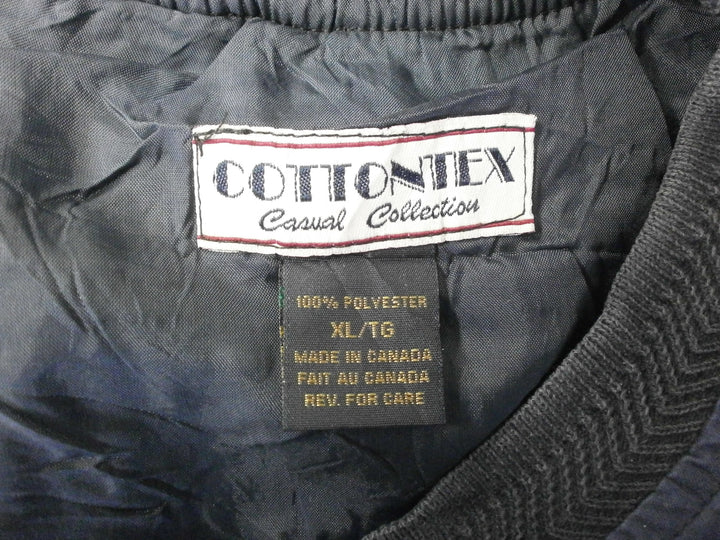 COTTONTEX
Casual Collection
100% POLYESTER
XL/TG
MADE IN CANADA
FAIT AU CANADA
REV. FOR CARE